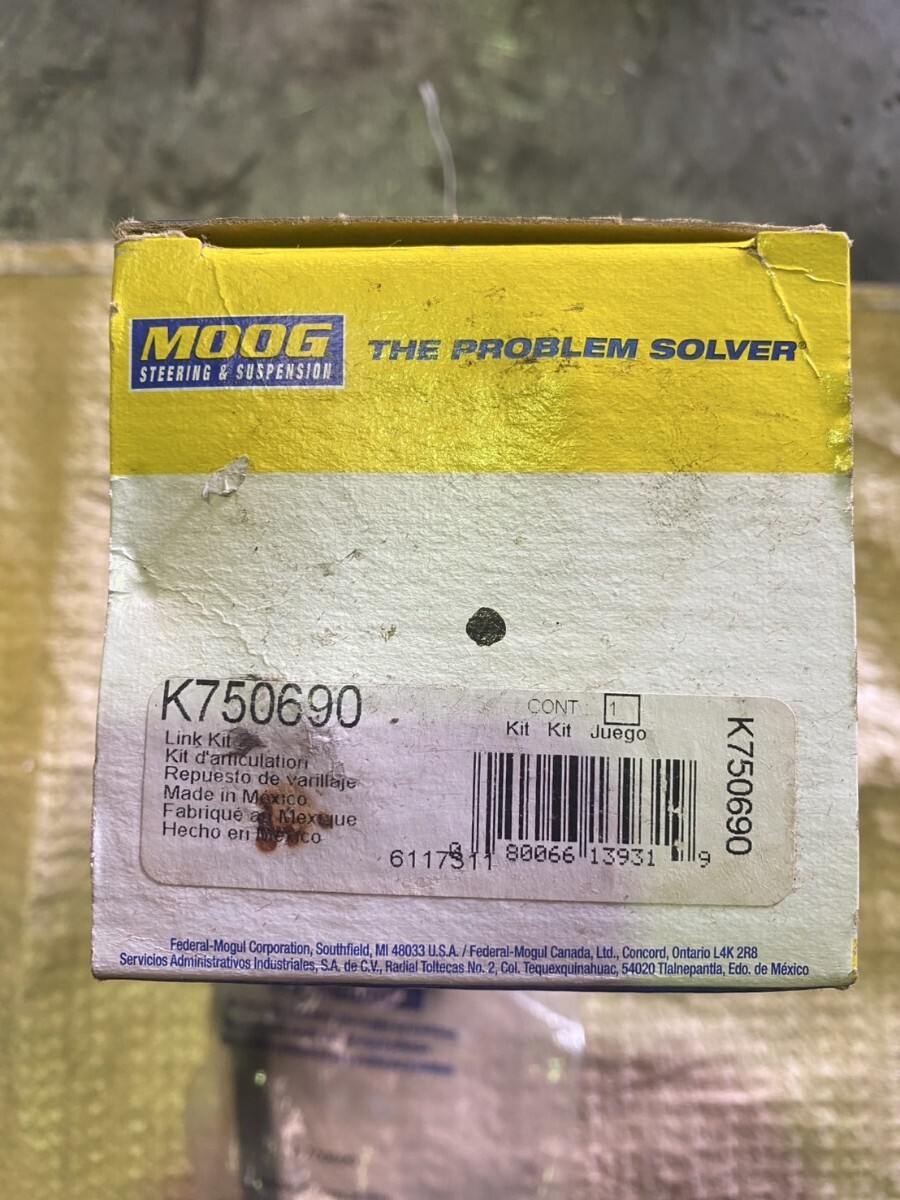 MOOG
STEERING & SUSPENSION
THE PROBLEM SOLVER®
K750690
Link Kit
Kit d'articulation
Repuesto de varillaje
Made in México
Fabriqué au Mexique
Hecho en México
CONT.: 1
Kit Kit Juego
K750690
6117311
80066 13931 9
Federal-Mogul Corporation, Southfield, MI 48033 U.S.A. / Federal-Mogul Canada, Ltd., Concord, Ontario L4K 2R8
Servicios Administrativos Industriales, S.A. de C.V., Radial Toltecas No. 2, Col. Tequexquinahuac, 54020 Tlalnepantla, Edo. de México